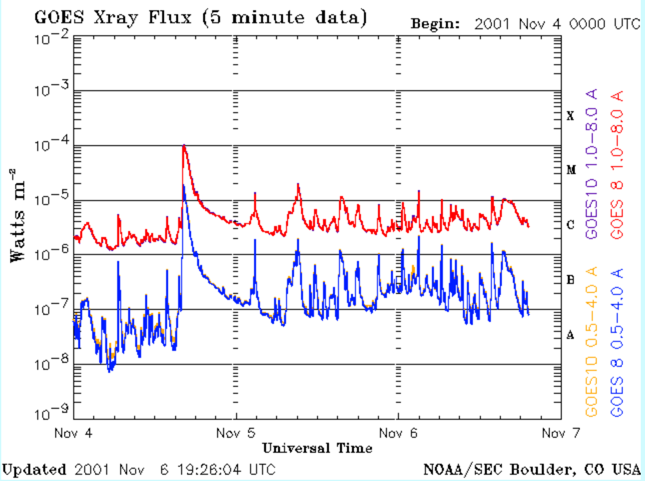 GOES Xray Flux (5 minute data)
Begin: 2001 Nov 4 0000 UTC
10⁻²
10⁻³
10⁻⁴
10⁻⁵
10⁻⁶
10⁻⁷
10⁻⁸
10⁻⁹
Watts m⁻²
X
M
C
B
A
GOES10 1.0-8.0 A
GOES 8 1.0-8.0 A
GOES10 0.5-4.0 A
GOES 8 0.5-4.0 A
Nov 4
Nov 5
Nov 6
Nov 7
Universal Time
Updated 2001 Nov 6 19:26:04 UTC
NOAA/SEC Boulder, CO USA